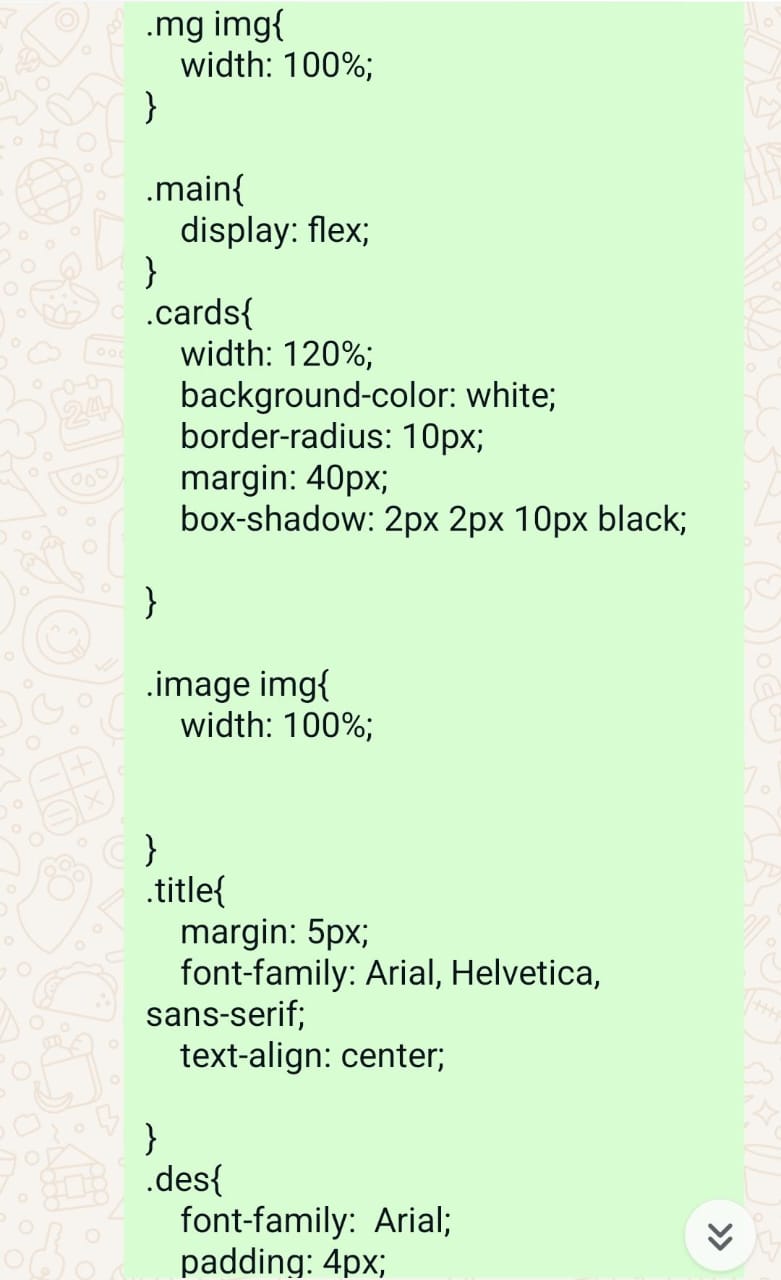 .mg img{
width: 100%;
}
.main{
display: flex;
}
.cards{
width: 120%;
background-color: white;
border-radius: 10px;
margin: 40px;
box-shadow: 2px 2px 10px black;
}
.image img{
width: 100%;
}
.title{
margin: 5px;
font-family: Arial, Helvetica,
sans-serif;
text-align: center;
}
.des{
font-family:  Arial;
padding: 4px;